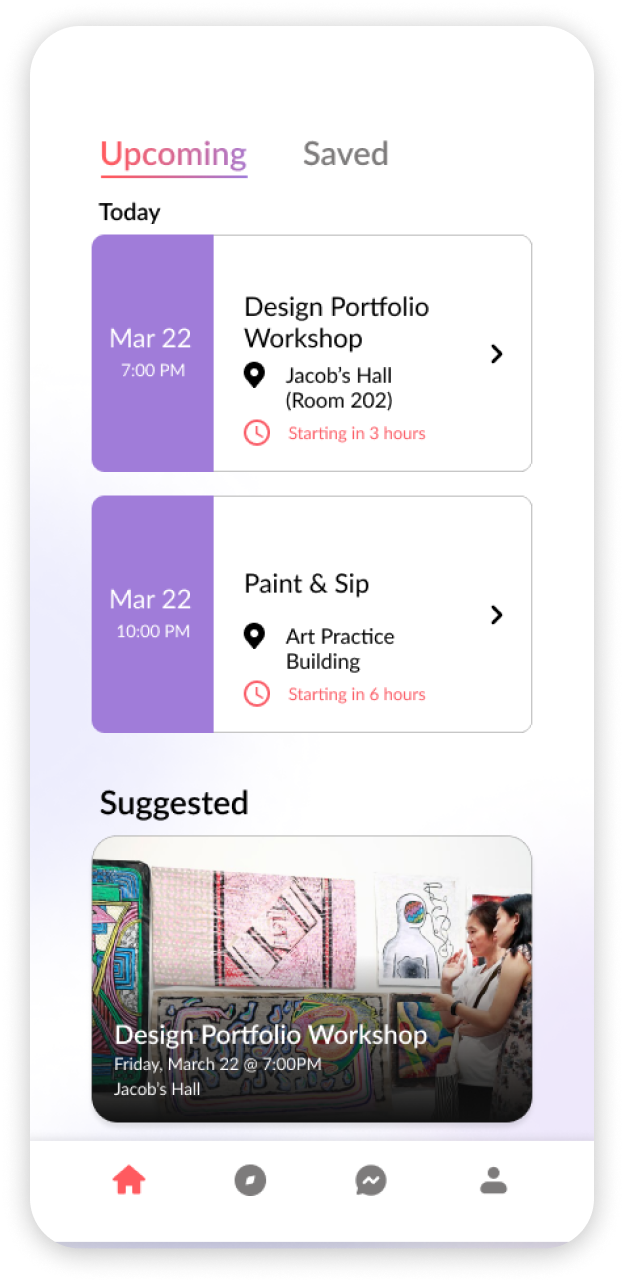 Upcoming
Saved
Today
Mar 22
7:00 PM
Design Portfolio
Workshop
Jacob's Hall
(Room 202)
Starting in 3 hours
Mar 22
10:00 PM
Paint & Sip
Art Practice
Building
Starting in 6 hours
Suggested
Design Portfolio Workshop
Friday, March 22 @ 7:00PM
Jacob's Hall